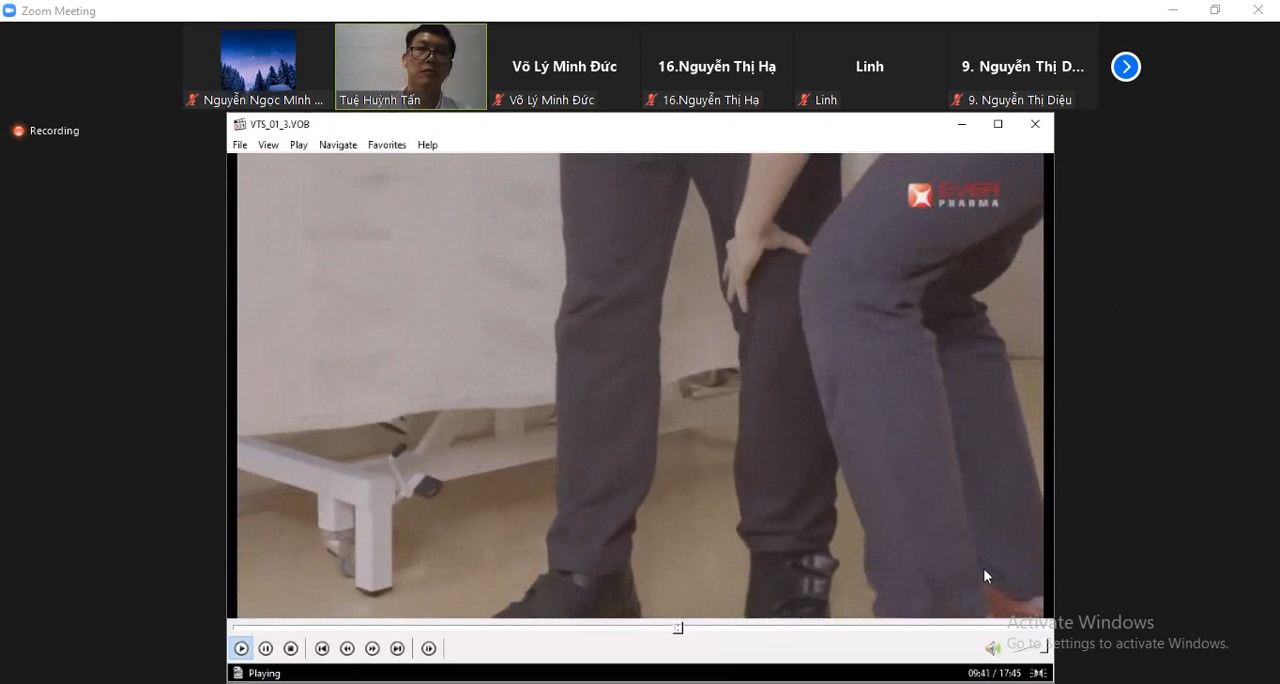 Zoom Meeting
Võ Lý Minh Đức
16.Nguyễn Thị Hạ
Linh
9. Nguyễn Thị D...
Nguyễn Ngọc Minh ...
Tuệ Huỳnh Tấn
Võ Lý Minh Đức
16.Nguyễn Thị Hạ
Linh
9. Nguyễn Thị Diệu
Recording
VTS_01_3.VOB
File View Play Navigate Favorites Help
EVER
PHARMA
Activate Windows
Go to Settings to activate Windows.
Playing
09:41 / 17:45